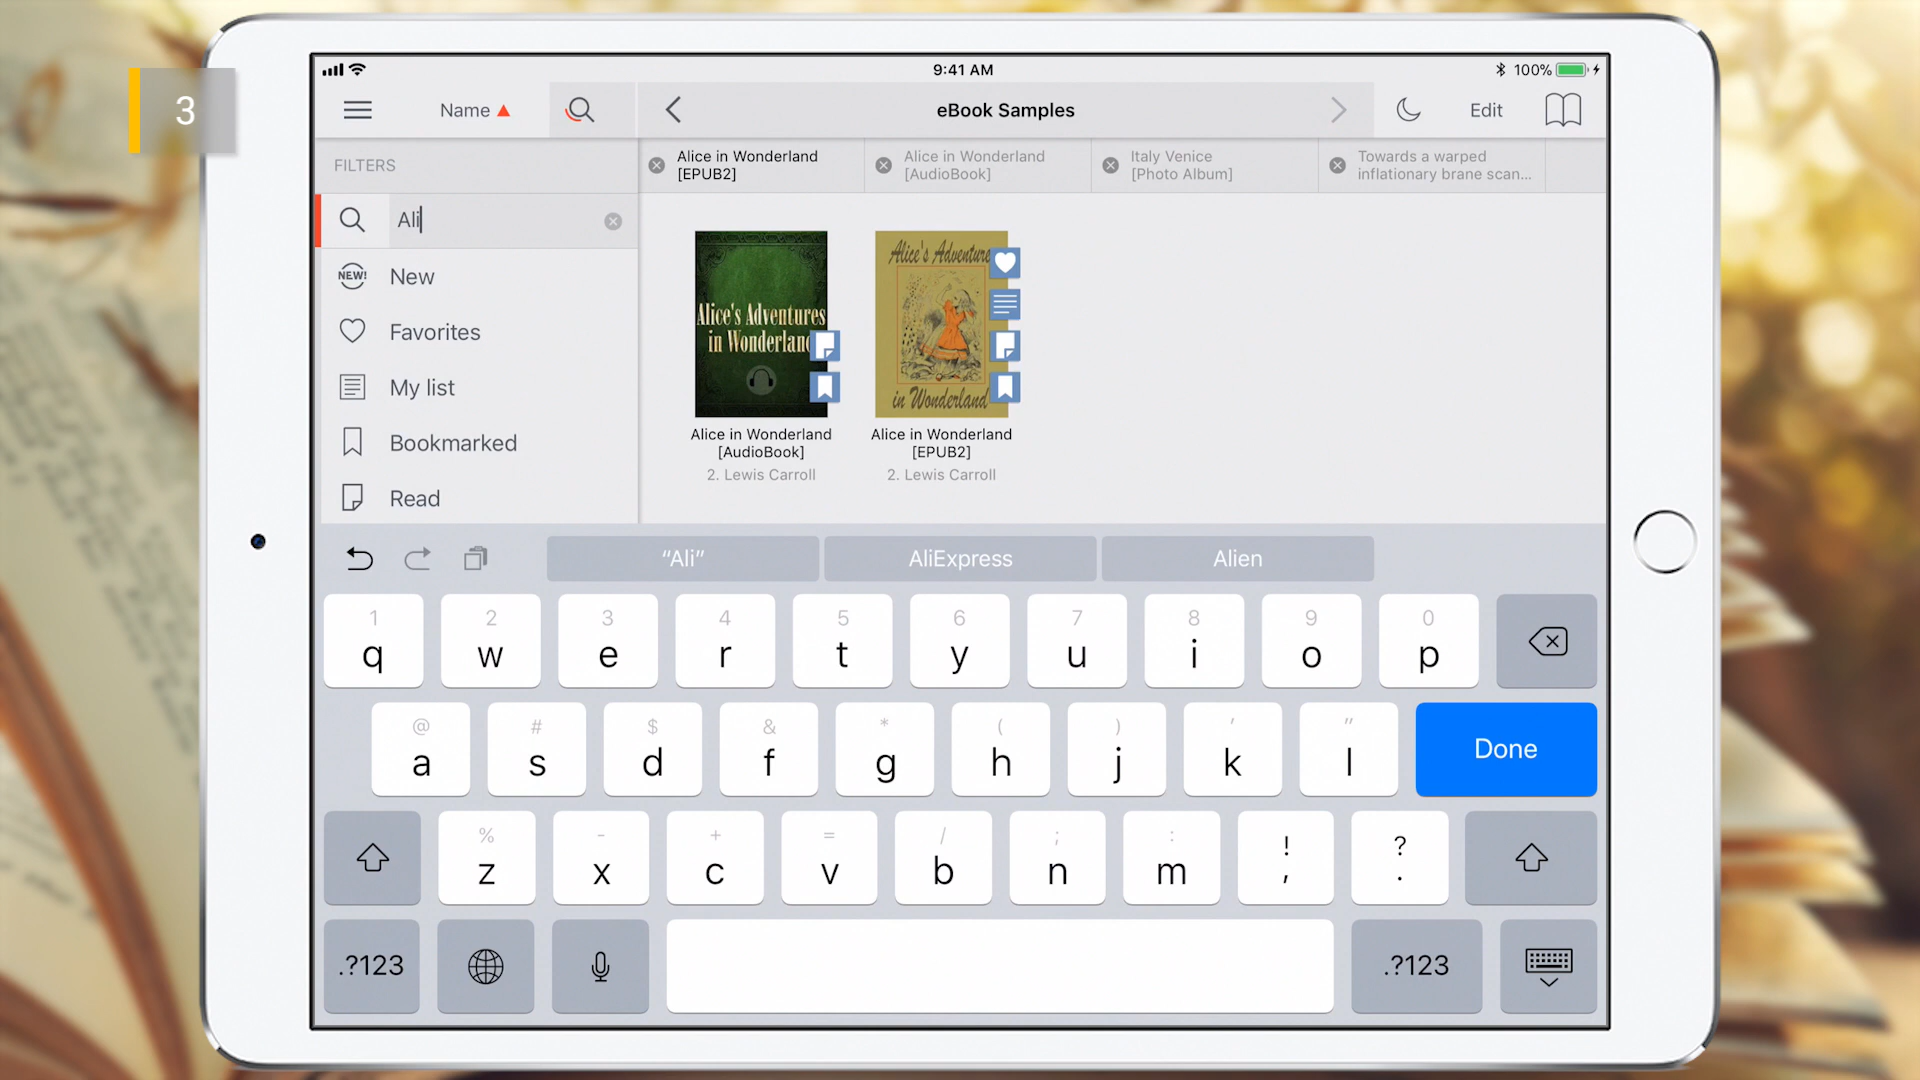 3
9:41 AM
100%
Name
eBook Samples
Edit
FILTERS
Alice in Wonderland
[EPUB2]
Alice in Wonderland
[AudioBook]
Italy Venice
[Photo Album]
Towards a warped
inflationary brane scan...
Ali
NEW!
New
Favorites
My list
Bookmarked
Read
Alice's Adventures
in Wonderland
Alice's Adventure
in Wonderland
Alice in Wonderland
[AudioBook]
2. Lewis Carroll
Alice in Wonderland
[EPUB2]
2. Lewis Carroll
“Ali”
AliExpress
Alien
1 2 3 4 5 6 7 8 9 0
q w e r t y u i o p
@ # $ & * ( ) ' "
a s d f g h j k l
Done
% - + = / ; : ! ?
z x c v b n m , .
.?123
.?123